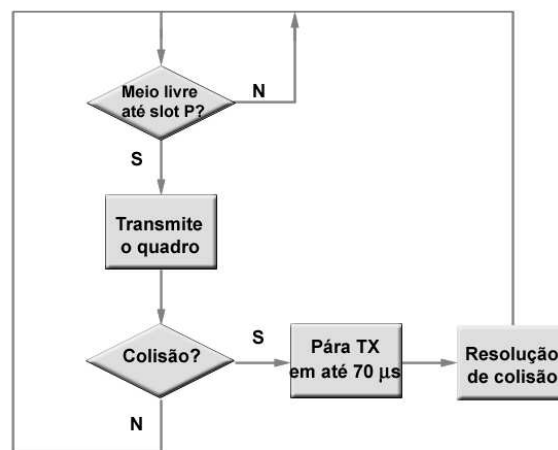 Meio livre
até slot P?
N
S
Transmite
o quadro
Colisão?
S
Pára TX
em até 70 μs
Resolução
de colisão
N